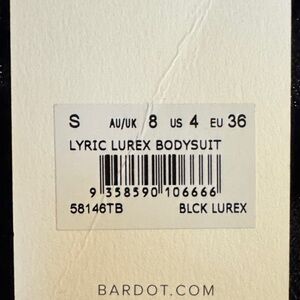 S AU/UK 8 US 4 EU 36
LYRIC LUREX BODYSUIT
9 358590 106666
58146TB BLCK LUREX
BARDOT.COM